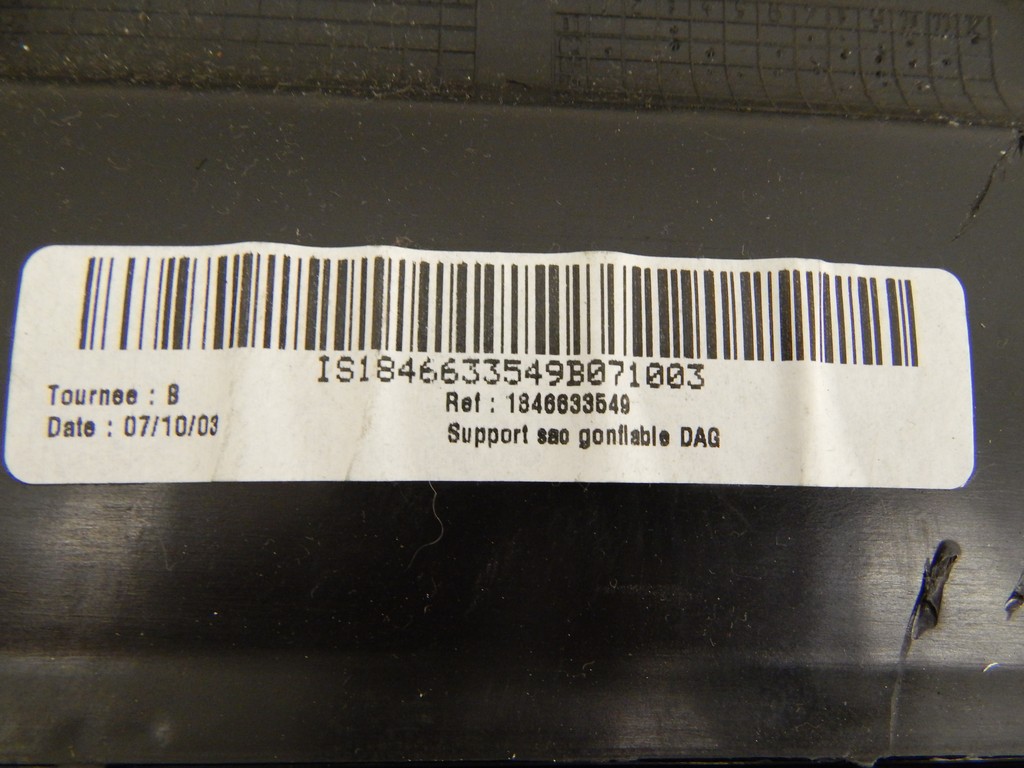 IS1846633549B071003
Tournee : B
Ref : 1846633549
Date : 07/10/03
Support sac gonflable DAG